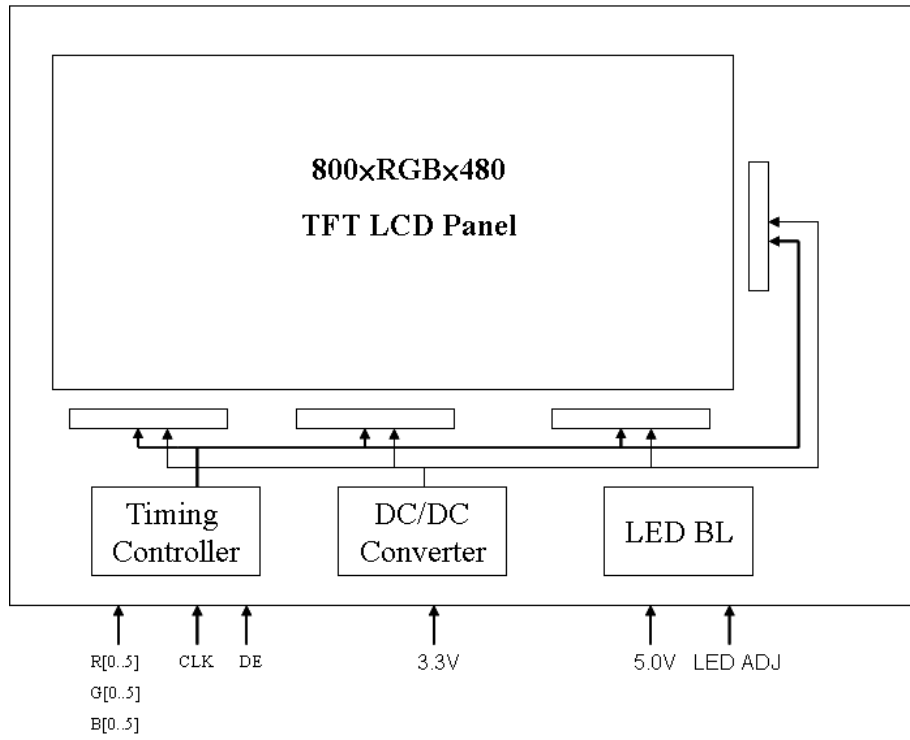 800xRGBx480
TFT LCD Panel
Timing
Controller
DC/DC
Converter
LED BL
R[0..5]
CLK
DE
3.3V
5.0V
LED ADJ
G[0..5]
B[0..5]